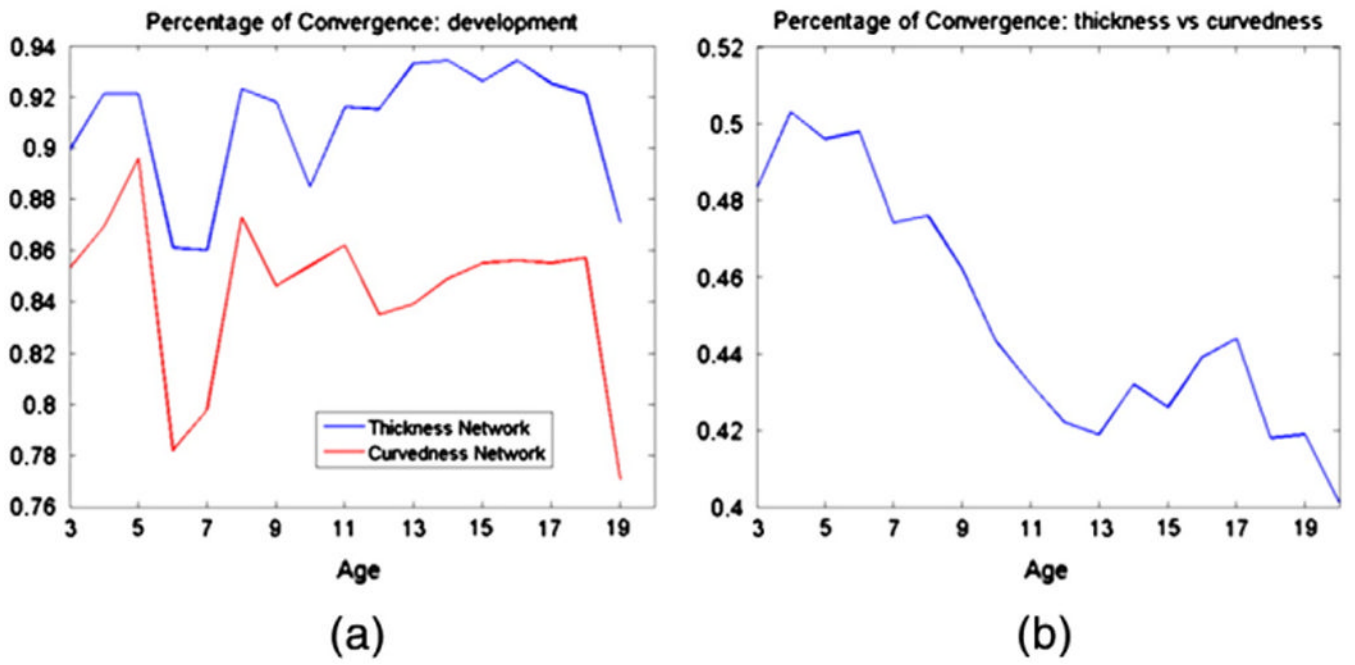 Percentage of Convergence: development
0.94
0.92
0.9
0.88
0.86
0.84
0.82
0.8
0.78
0.76
3 5 7 9 11 13 15 17 19
Thickness Network
Curvedness Network
Age
(a)
Percentage of Convergence: thickness vs curvedness
0.52
0.5
0.48
0.46
0.44
0.42
0.4
3 5 7 9 11 13 15 17 19
Age
(b)